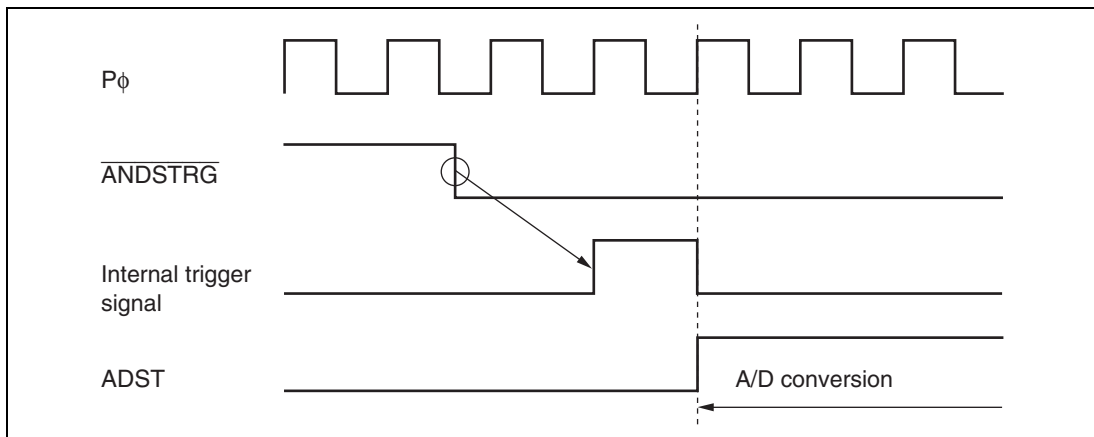 Pφ
ANDSTRG
Internal trigger
signal
ADST
A/D conversion